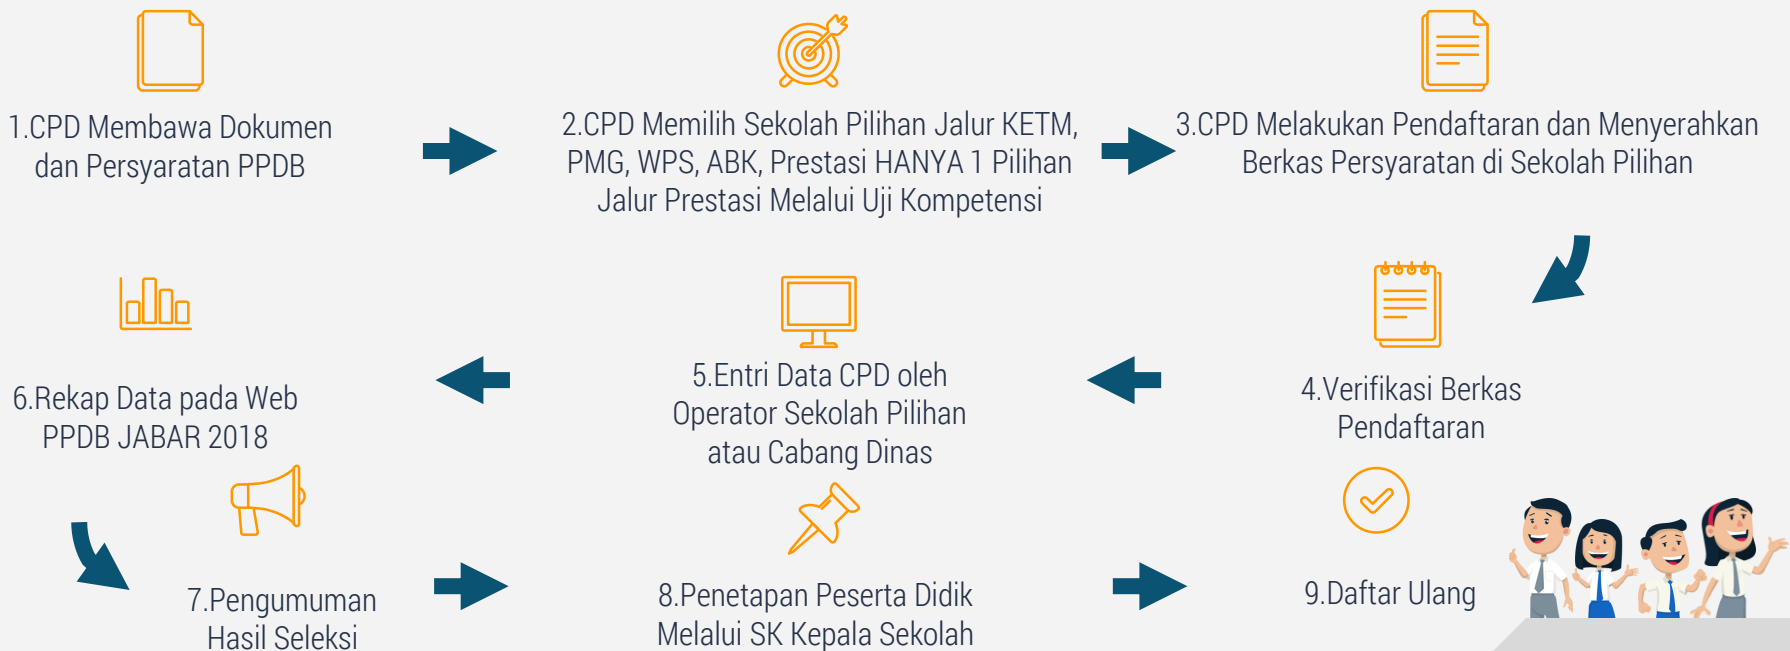 1.CPD Membawa Dokumen
dan Persyaratan PPDB
2.CPD Memilih Sekolah Pilihan Jalur KETM,
PMG, WPS, ABK, Prestasi HANYA 1 Pilihan
Jalur Prestasi Melalui Uji Kompetensi
3.CPD Melakukan Pendaftaran dan Menyerahkan
Berkas Persyaratan di Sekolah Pilihan
4.Verifikasi Berkas
Pendaftaran
5.Entri Data CPD oleh
Operator Sekolah Pilihan
atau Cabang Dinas
6.Rekap Data pada Web
PPDB JABAR 2018
7.Pengumuman
Hasil Seleksi
8.Penetapan Peserta Didik
Melalui SK Kepala Sekolah
9.Daftar Ulang